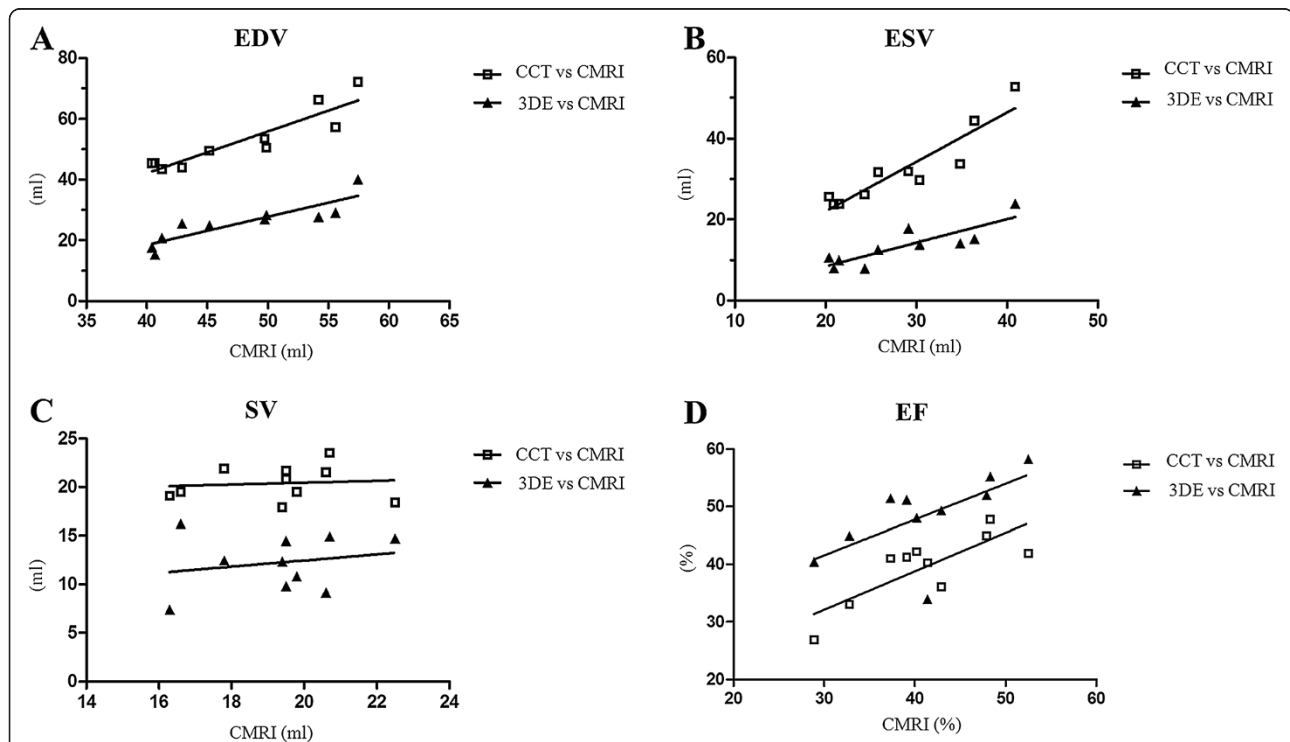 A
EDV
80
60
40
20
0
(ml)
35 40 45 50 55 60 65
CMRI (ml)
CCT vs CMRI
3DE vs CMRI
B
ESV
60
40
20
0
(ml)
10 20 30 40 50
CMRI (ml)
CCT vs CMRI
3DE vs CMRI
C
SV
25
20
15
10
5
0
(ml)
14 16 18 20 22 24
CMRI (ml)
CCT vs CMRI
3DE vs CMRI
D
EF
60
50
40
30
20
(%)
20 30 40 50 60
CMRI (%)
CCT vs CMRI
3DE vs CMRI